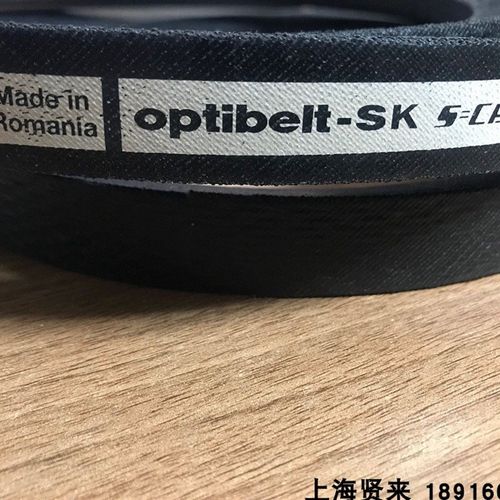 Made in
Romania
optibelt-SK
上海贤来